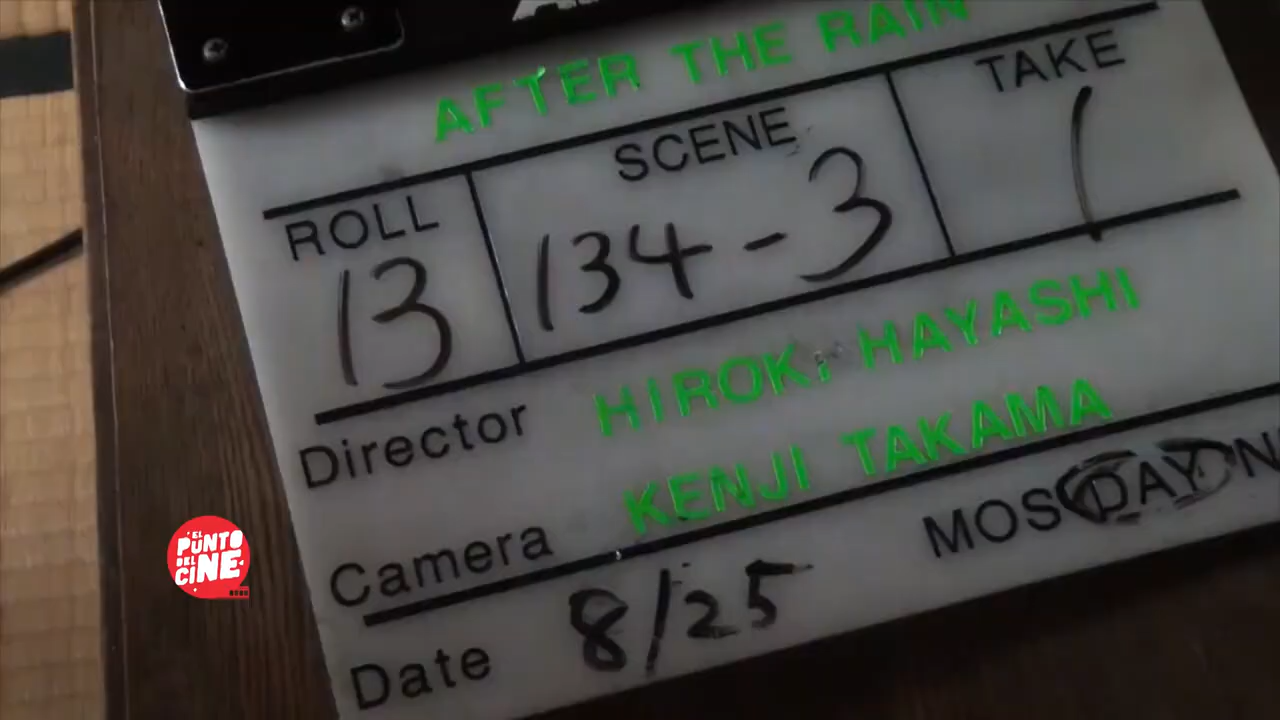 AFTER THE RAIN
ROLL SCENE TAKE
13 134-3 1
Director HIROKI HAYASHI
Camera KENJI TAKAMA
MOS DAY N
Date 8/25
EL
PUNTO
DEL
CINE